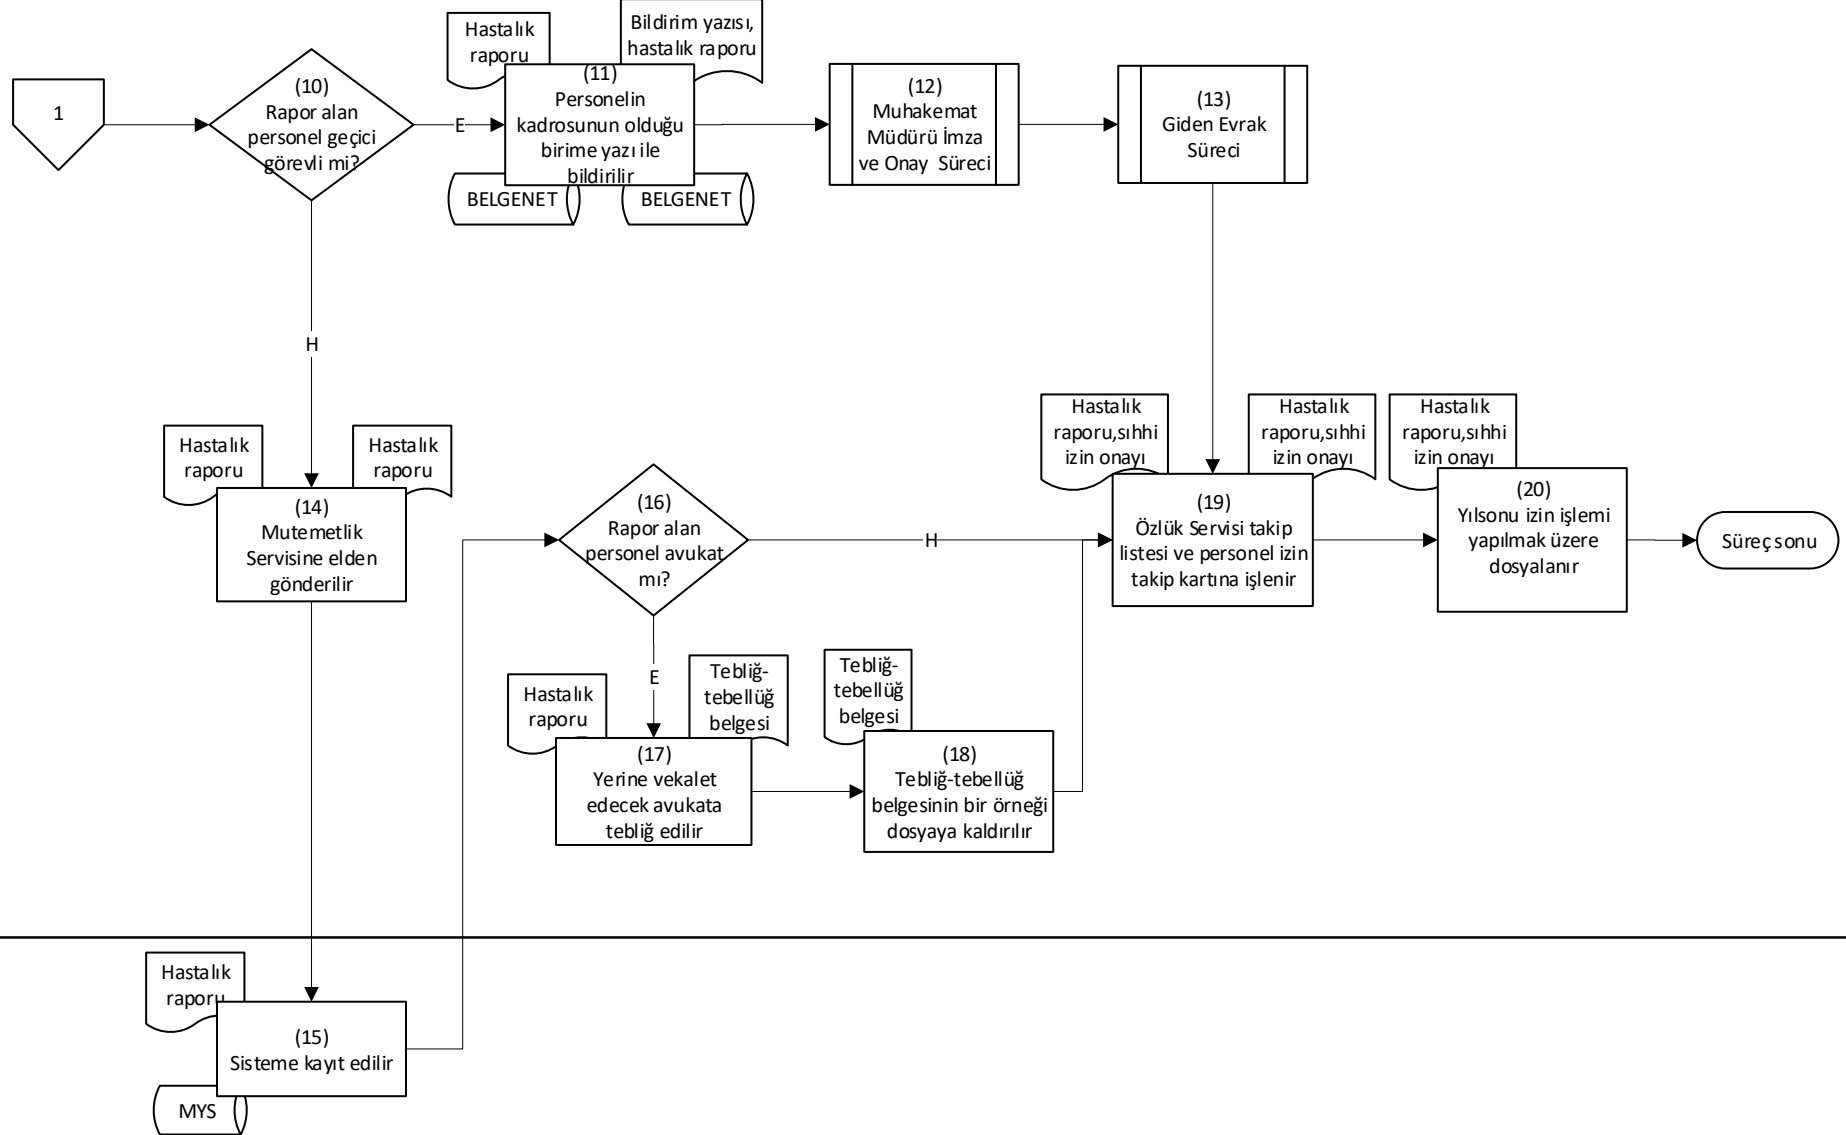 1
(10)
Rapor alan
personel geçici
görevli mi?
E
Hastalık
raporu
Bildirim yazısı,
hastalık raporu
(11)
Personelin
kadrosunun olduğu
birime yazı ile
bildirilir
BELGENET
BELGENET
(12)
Muhakemat
Müdürü İmza
ve Onay Süreci
(13)
Giden Evrak
Süreci
H
Hastalık
raporu
Hastalık
raporu
(14)
Mutemetlik
Servisine elden
gönderilir
(16)
Rapor alan
personel avukat
mı?
H
E
Hastalık
raporu
Tebliğ-
tebellüğ
belgesi
(17)
Yerine vekalet
edecek avukata
tebliğ edilir
Tebliğ-
tebellüğ
belgesi
(18)
Tebliğ-tebellüğ
belgesinin bir örneği
dosyaya kaldırılır
Hastalık
raporu,sıhhi
izin onayı
Hastalık
raporu,sıhhi
izin onayı
(19)
Özlük Servisi takip
listesi ve personel izin
takip kartına işlenir
Hastalık
raporu,sıhhi
izin onayı
(20)
Yılsonu izin işlemi
yapılmak üzere
dosyalanır
Süreç sonu
Hastalık
raporu
(15)
Sisteme kayıt edilir
MYS